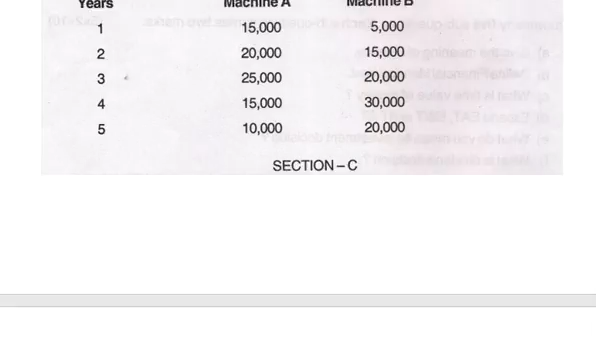 Years Machine A Machine B
1 15,000 5,000
2 20,000 15,000
3 25,000 20,000
4 15,000 30,000
5 10,000 20,000
SECTION – C